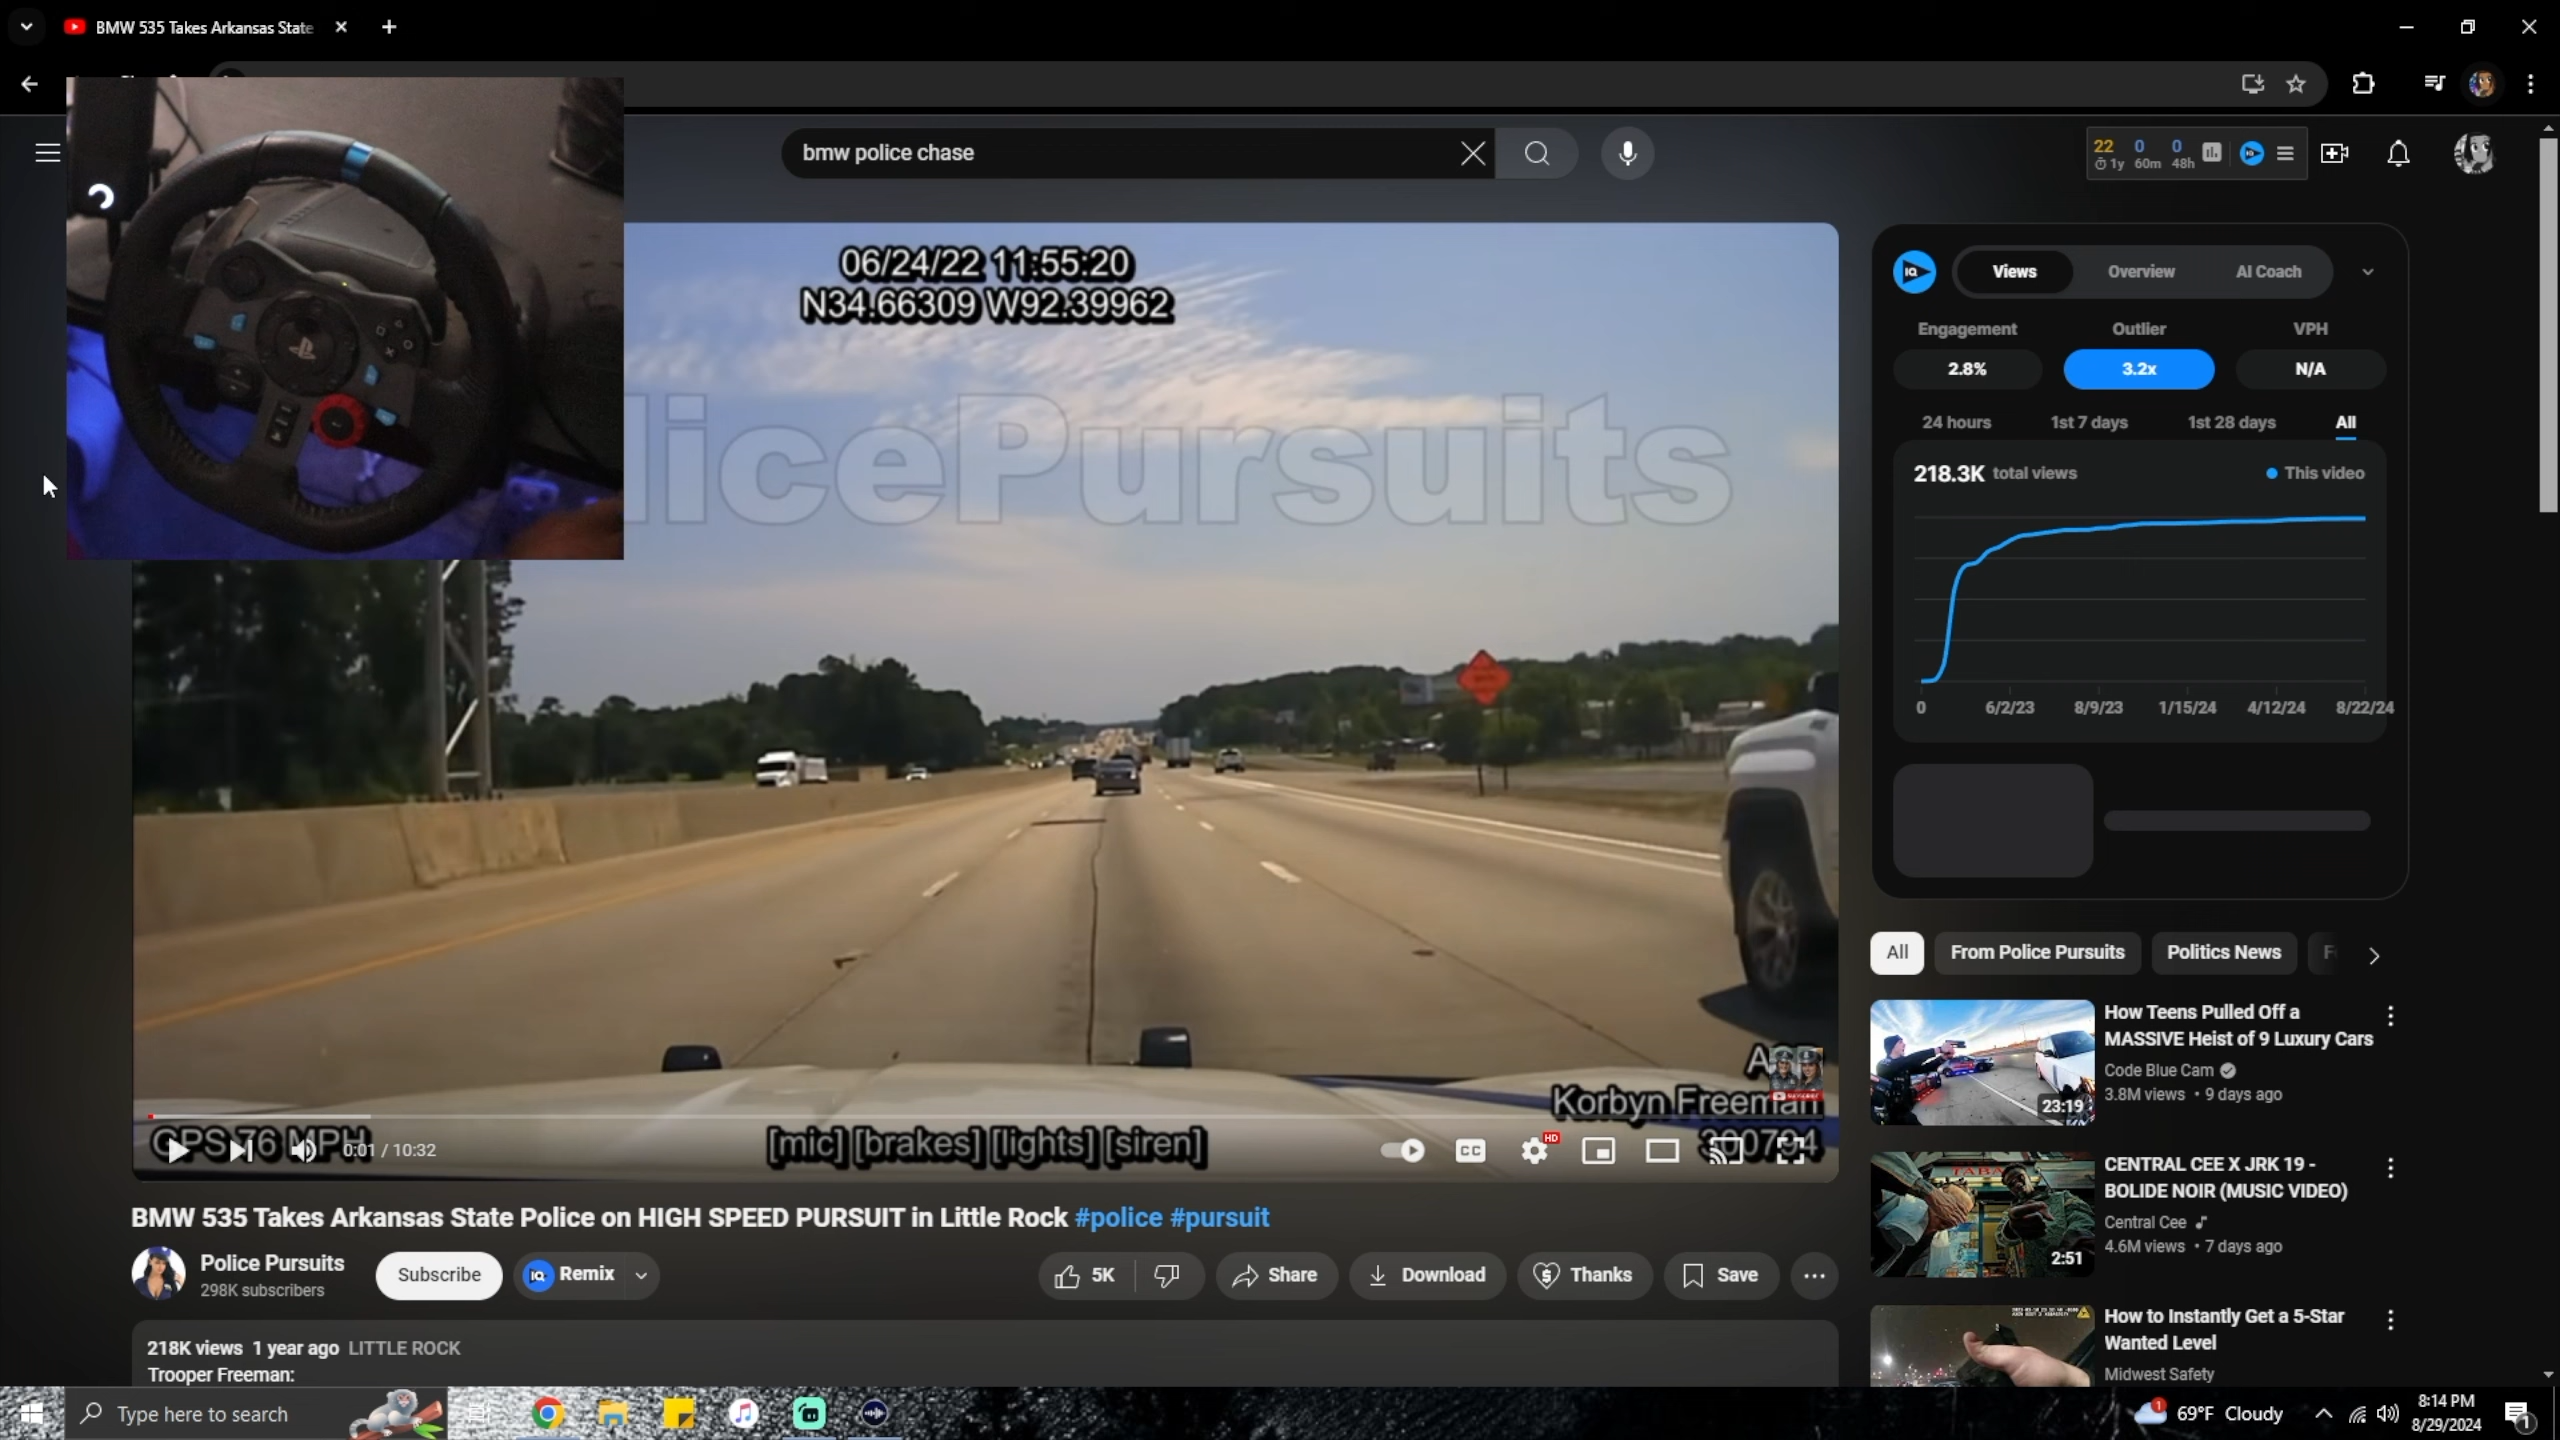 BMW 535 Takes Arkansas State
bmw police chase
22 0 0
1y 60m 48h
06/24/22 11:55:20
N34.66309 W92.39962
licePursuits
Views Overview AI Coach
Engagement Outlier VPH
2.8% 3.2x N/A
24 hours 1st 7 days 1st 28 days All
218.3K total views This video
0 6/2/23 8/9/23 1/15/24 4/12/24 8/22/24
Korbyn Freeman
GPS 76 MPH 0:01 / 10:32 [mic] [brakes] [lights] [siren] CC HD 300794
BMW 535 Takes Arkansas State Police on HIGH SPEED PURSUIT in Little Rock #police #pursuit
Police Pursuits
298K subscribers
Subscribe
IQ Remix
5K Share Download Thanks Save
218K views 1 year ago LITTLE ROCK
Trooper Freeman:
All From Police Pursuits Politics News
How Teens Pulled Off a
MASSIVE Heist of 9 Luxury Cars
Code Blue Cam
3.8M views • 9 days ago
23:19
CENTRAL CEE X JRK 19 -
BOLIDE NOIR (MUSIC VIDEO)
Central Cee
4.6M views • 7 days ago
2:51
How to Instantly Get a 5-Star
Wanted Level
Midwest Safety
Type here to search
1 69°F Cloudy
8:14 PM
8/29/2024
1